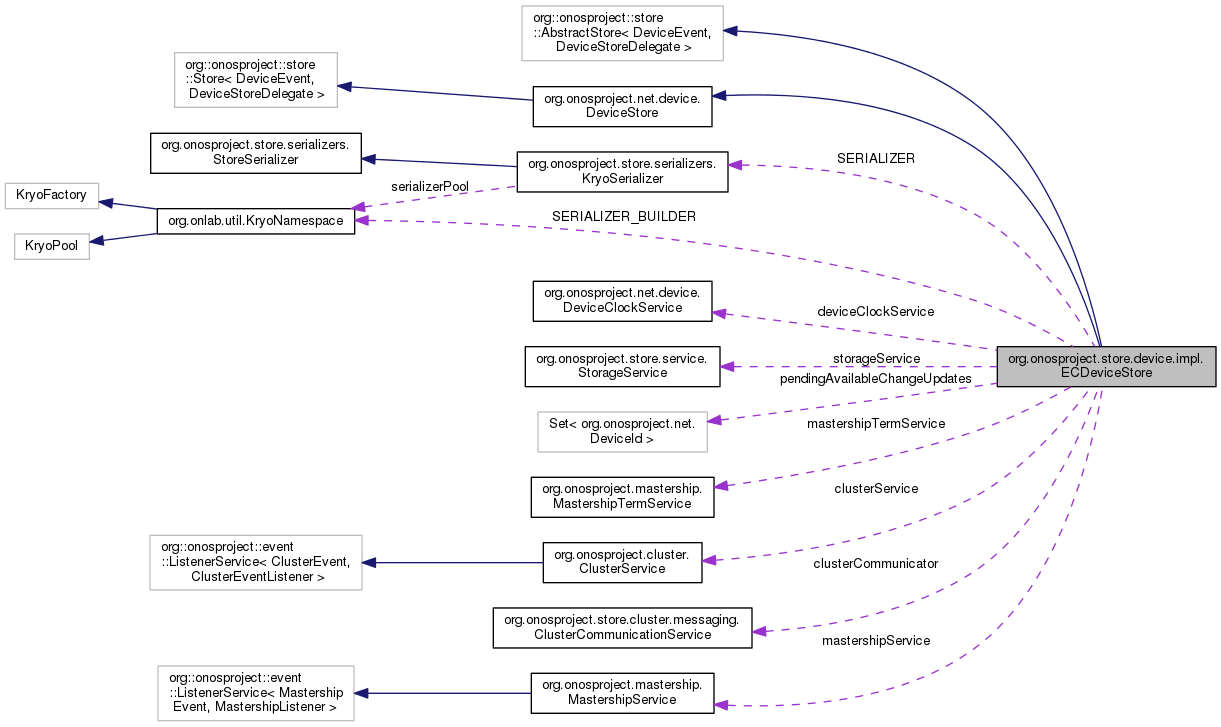 org::onosproject::store
::AbstractStore< DeviceEvent,
DeviceStoreDelegate >
org::onosproject::store
::Store< DeviceEvent,
DeviceStoreDelegate >
org.onosproject.net.device.
DeviceStore
org.onosproject.store.serializers.
StoreSerializer
org.onosproject.store.serializers.
KryoSerializer
SERIALIZER
KryoFactory
serializerPool
org.onlab.util.KryoNamespace
SERIALIZER_BUILDER
KryoPool
org.onosproject.net.device.
DeviceClockService
deviceClockService
org.onosproject.store.service.
StorageService
storageService
org.onosproject.store.device.impl.
ECDeviceStore
pendingAvailableChangeUpdates
Set< org.onosproject.net.
DeviceId >
mastershipTermService
org.onosproject.mastership.
MastershipTermService
clusterService
org::onosproject::event
::ListenerService< ClusterEvent,
ClusterEventListener >
org.onosproject.cluster.
ClusterService
clusterCommunicator
org.onosproject.store.cluster.messaging.
ClusterCommunicationService
mastershipService
org::onosproject::event
::ListenerService< Mastership
Event, MastershipListener >
org.onosproject.mastership.
MastershipService